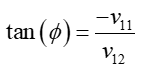 tan(ϕ) = −v₁₁ / v₁₂